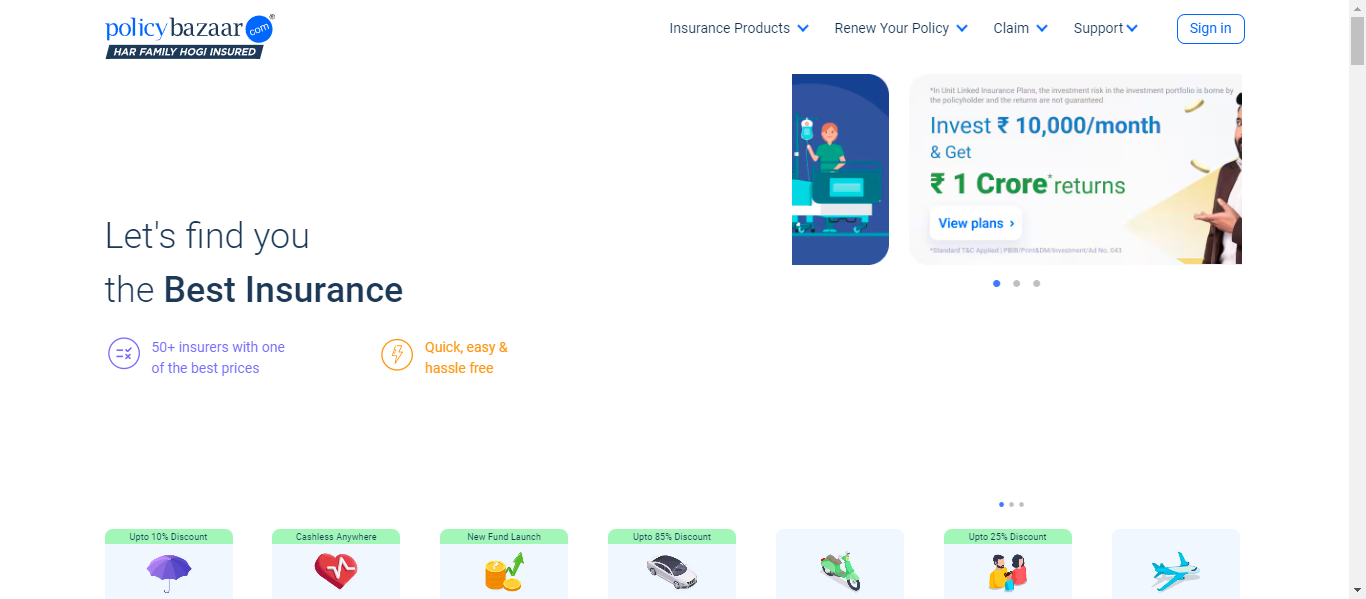 policybazaar.com®
HAR FAMILY HOGI INSURED
Insurance Products
Renew Your Policy
Claim
Support
Sign in
*In Unit Linked Insurance Plans, the investment risk in the investment portfolio is borne by
the policyholder and the returns are not guaranteed
Invest ₹ 10,000/month
& Get
₹ 1 Crore* returns
View plans ›
*Standard T&C Applied | PBIB/Print&DM/Investment/Ad No. 043
Let's find you
the Best Insurance
50+ insurers with one
of the best prices
Quick, easy &
hassle free
Upto 10% Discount
Cashless Anywhere
New Fund Launch
Upto 85% Discount
Upto 25% Discount